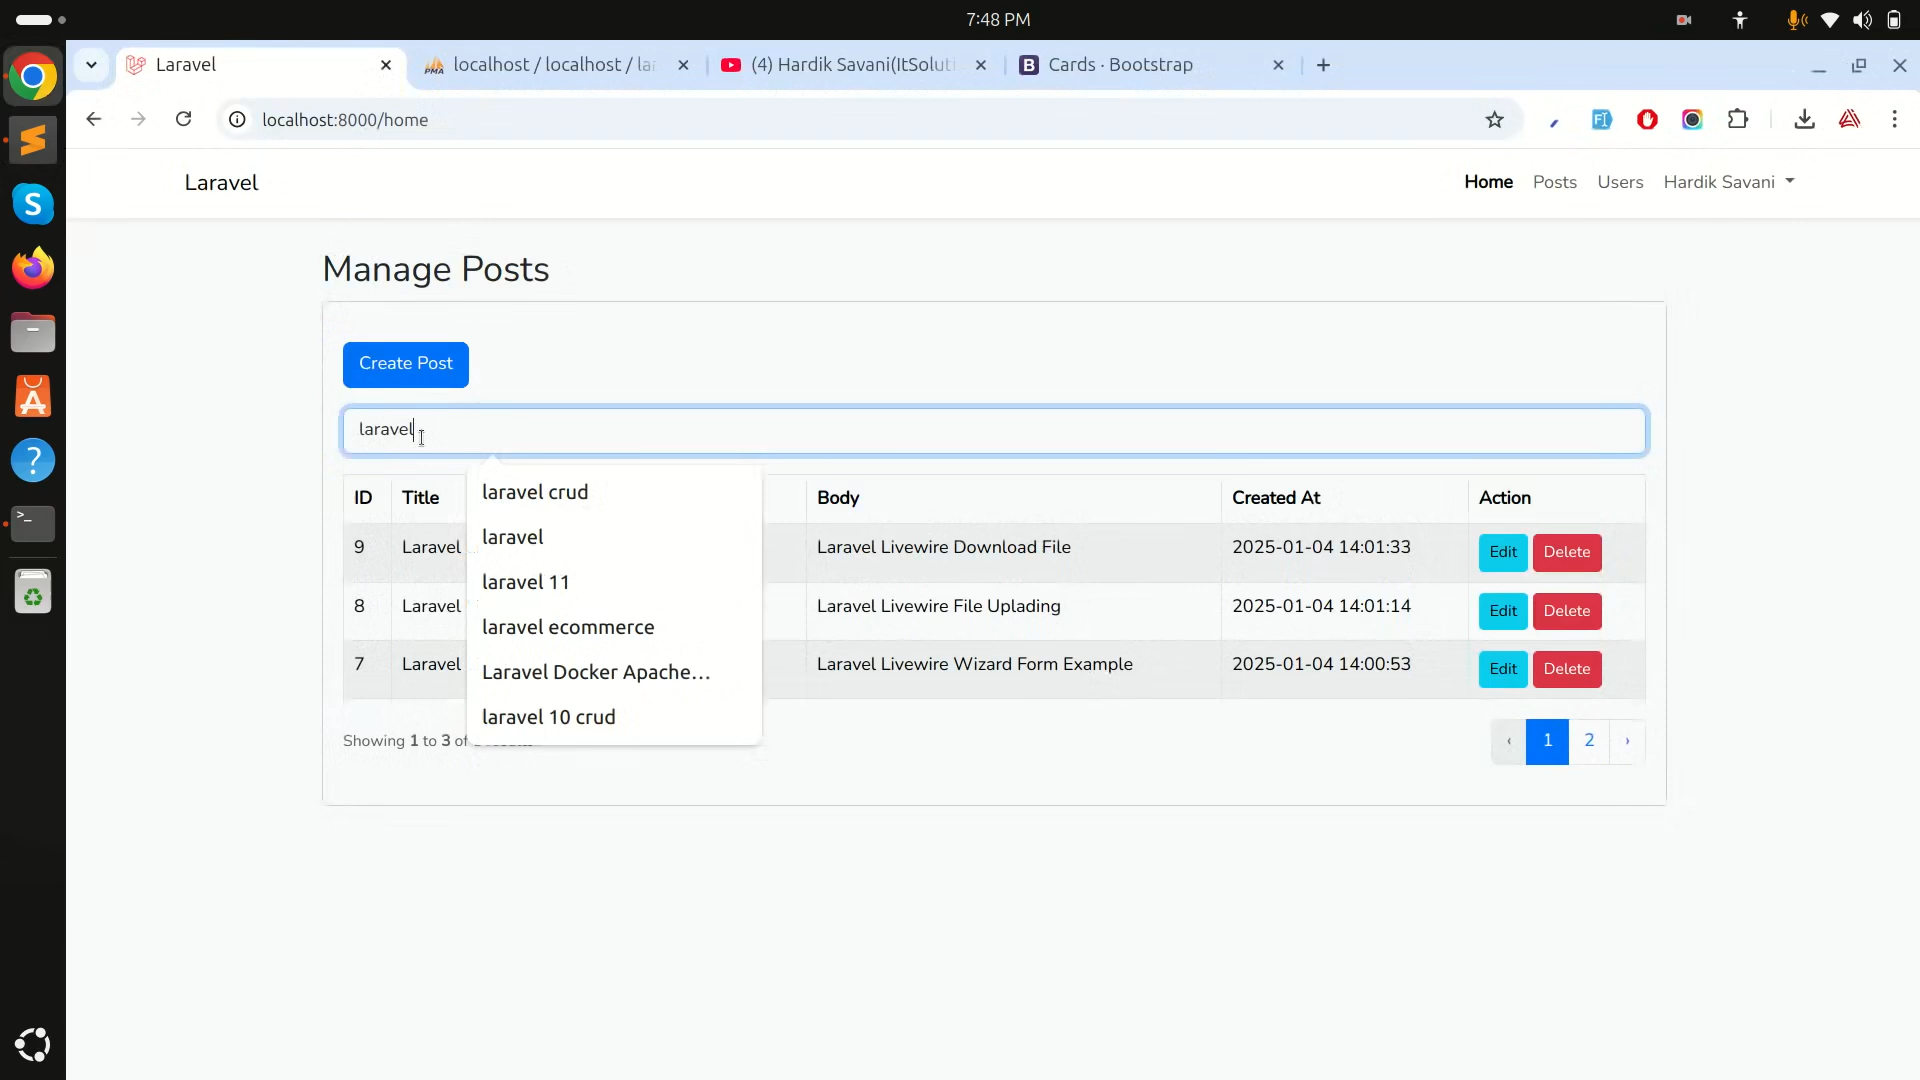 7:48 PM
Laravel
localhost / localhost / la
(4) Hardik Savani(ItSolut
Cards · Bootstrap
localhost:8000/home
Laravel
Home Posts Users Hardik Savani
Manage Posts
Create Post
laravel
laravel crud
laravel
laravel 11
laravel ecommerce
Laravel Docker Apache...
laravel 10 crud
ID Title Body Created At Action
9 Laravel Laravel Livewire Download File 2025-01-04 14:01:33 Edit Delete
8 Laravel Laravel Livewire File Uplading 2025-01-04 14:01:14 Edit Delete
7 Laravel Laravel Livewire Wizard Form Example 2025-01-04 14:00:53 Edit Delete
Showing 1 to 3 of
‹ 1 2 ›